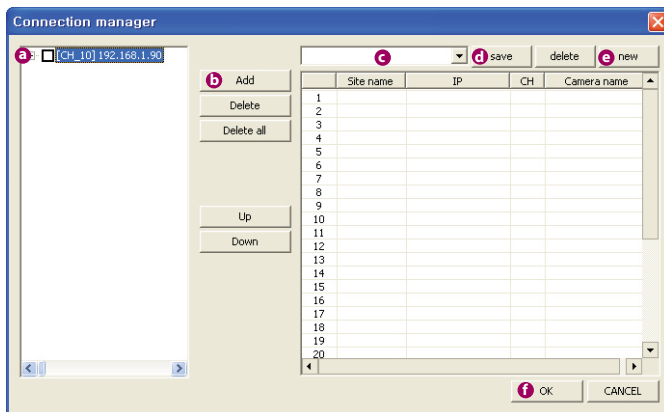 Connection manager
a [CH_10] 192.168.1.90
c d save delete e new
b Add
Delete
Delete all
Up
Down
Site name IP CH Camera name
1
2
3
4
5
6
7
8
9
10
11
12
13
14
15
16
17
18
19
20
f OK CANCEL